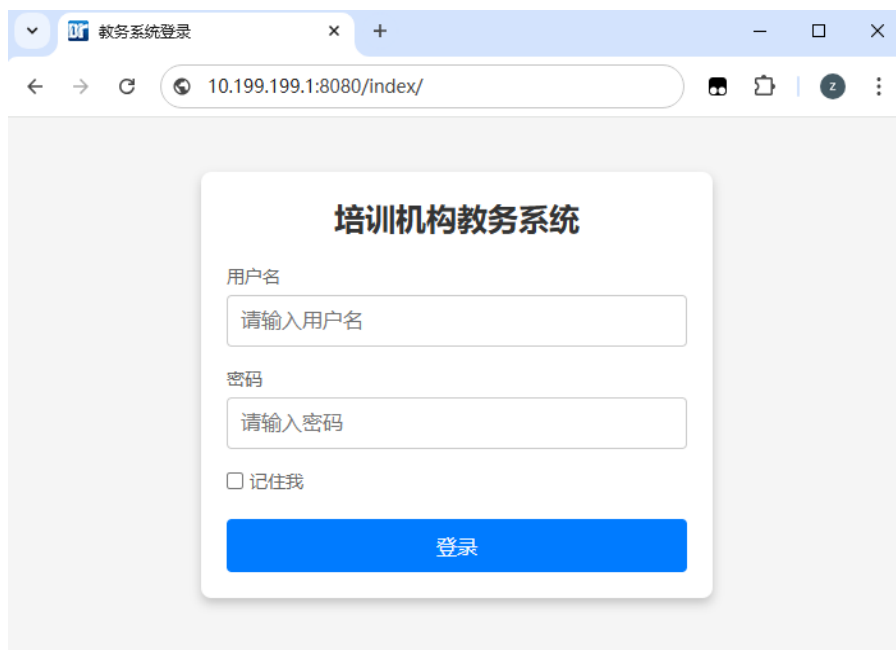 教务系统登录
10.199.199.1:8080/index/
z
培训机构教务系统
用户名
请输入用户名
密码
请输入密码
记住我
登录